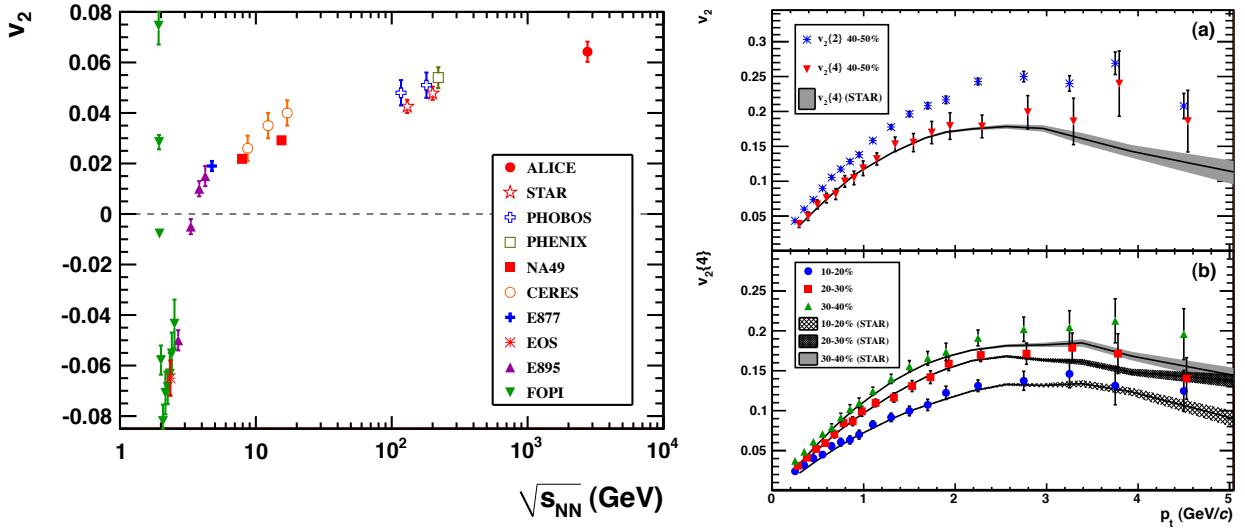 v2
0.08
0.06
0.04
0.02
0
-0.02
-0.04
-0.06
-0.08
ALICE
STAR
PHOBOS
PHENIX
NA49
CERES
E877
EOS
E895
FOPI
1
10
10²
10³
10⁴
√sNN (GeV)
v2
0.3
0.25
0.2
0.15
0.1
0.05
(a)
v2{2} 40-50%
v2{4} 40-50%
v2{4} (STAR)
v2{4}
0.25
0.2
0.15
0.1
0.05
(b)
10-20%
20-30%
30-40%
10-20% (STAR)
20-30% (STAR)
30-40% (STAR)
0
1
2
3
4
5
pt (GeV/c)